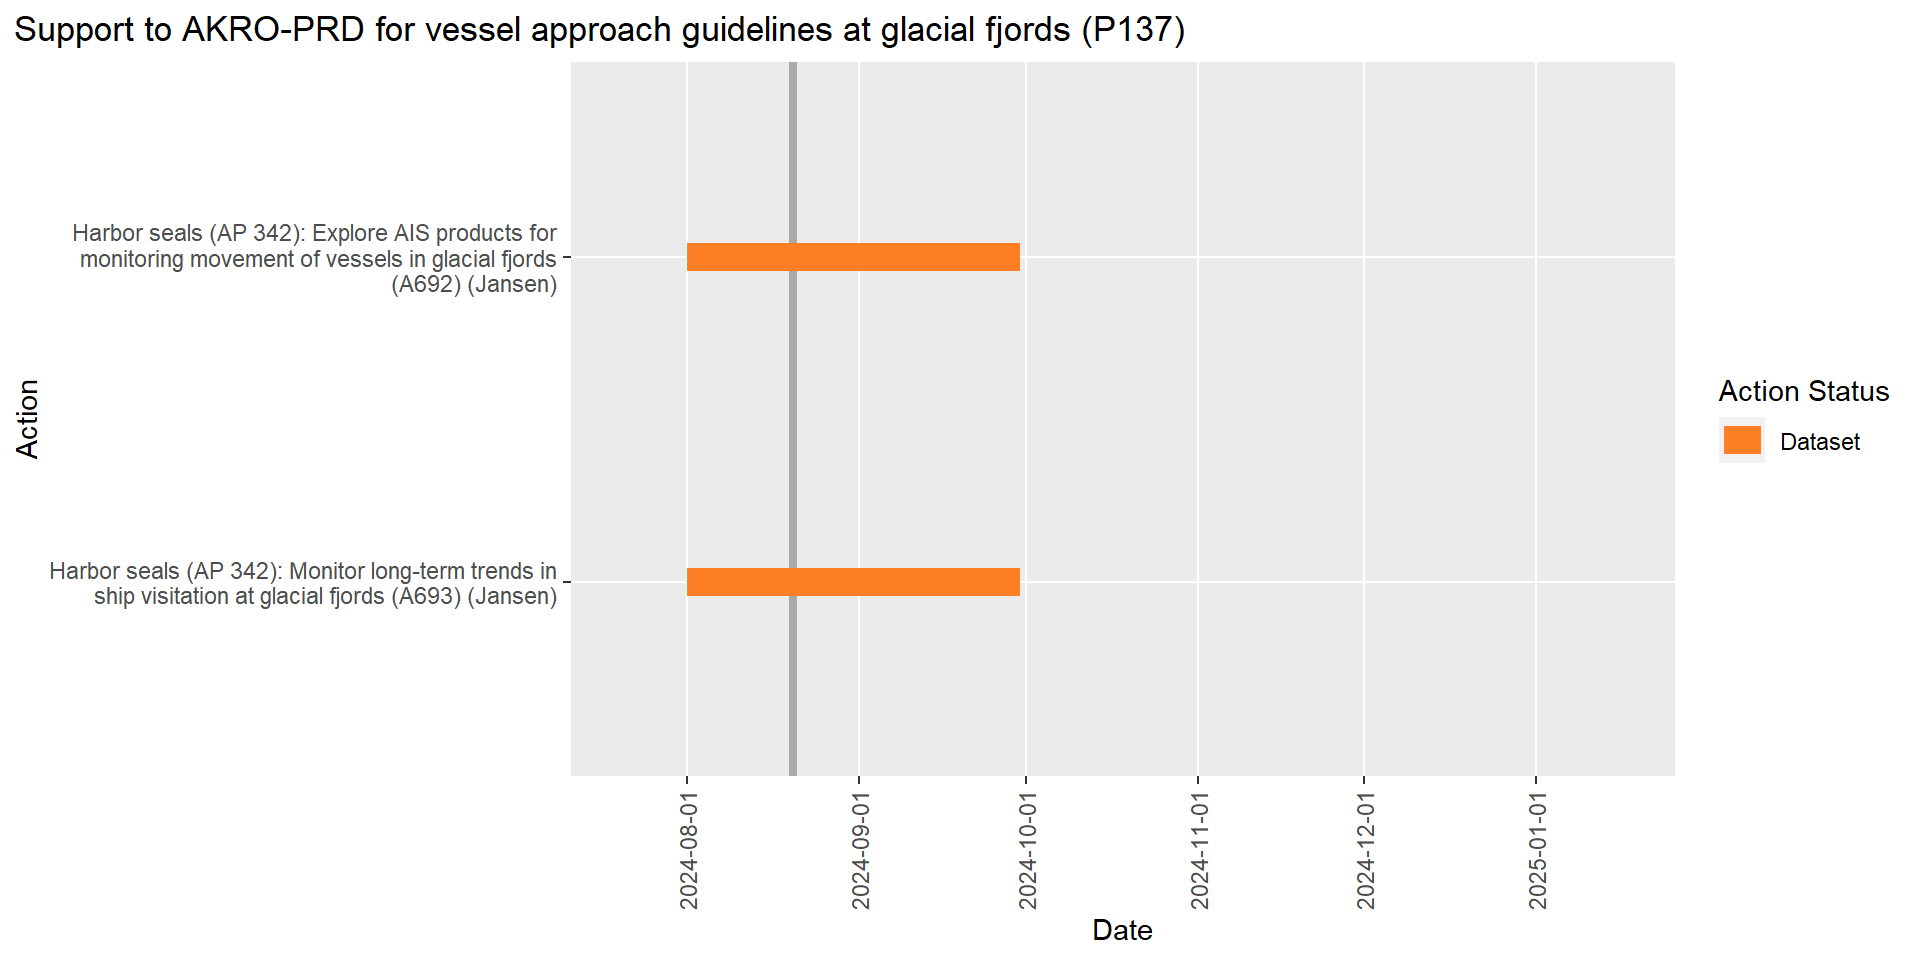 Support to AKRO-PRD for vessel approach guidelines at glacial fjords (P137)
Action
Harbor seals (AP 342): Explore AIS products for
monitoring movement of vessels in glacial fjords
(A692) (Jansen)
Harbor seals (AP 342): Monitor long-term trends in
ship visitation at glacial fjords (A693) (Jansen)
2024-08-01
2024-09-01
2024-10-01
2024-11-01
2024-12-01
2025-01-01
Date
Action Status
Dataset